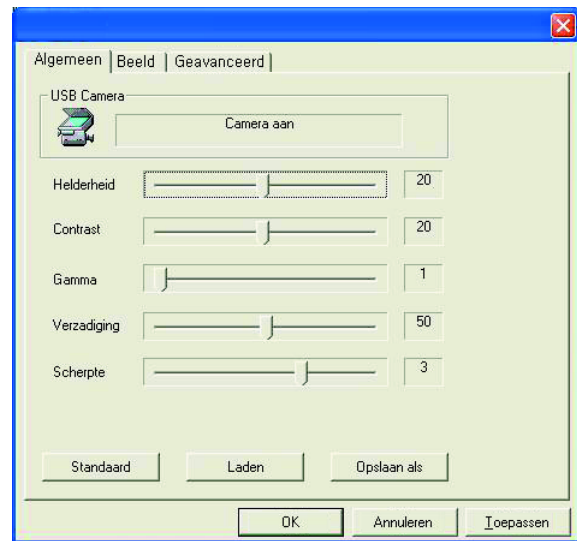 Algemeen Beeld Geavanceerd
USB Camera
Camera aan
Helderheid 20
Contrast 20
Gamma 1
Verzadiging 50
Scherpte 3
Standaard Laden Opslaan als
OK Annuleren Toepassen